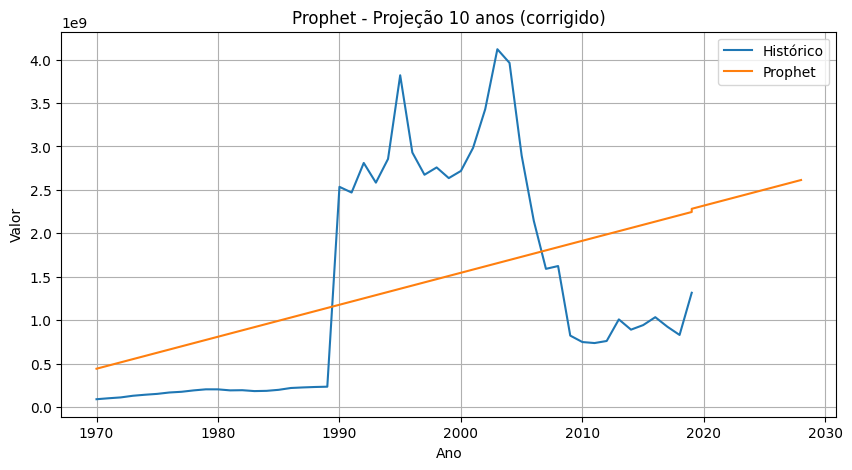 Prophet - Projeção 10 anos (corrigido)
1e9
Histórico
Prophet
4.0
3.5
3.0
2.5
2.0
1.5
1.0
0.5
0.0
Valor
1970 1980 1990 2000 2010 2020 2030
Ano